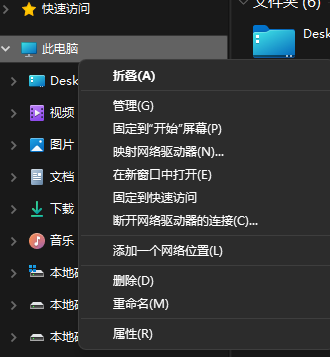 快速访问
文件夹 (6)
此电脑
Desk
Desk
视频
图片
文档
下载
音乐
本地磁
本地
本地
折叠(A)
管理(G)
固定到"开始"屏幕(P)
映射网络驱动器(N)...
在新窗口中打开(E)
固定到快速访问
断开网络驱动器的连接(C)...
添加一个网络位置(L)
删除(D)
重命名(M)
属性(R)